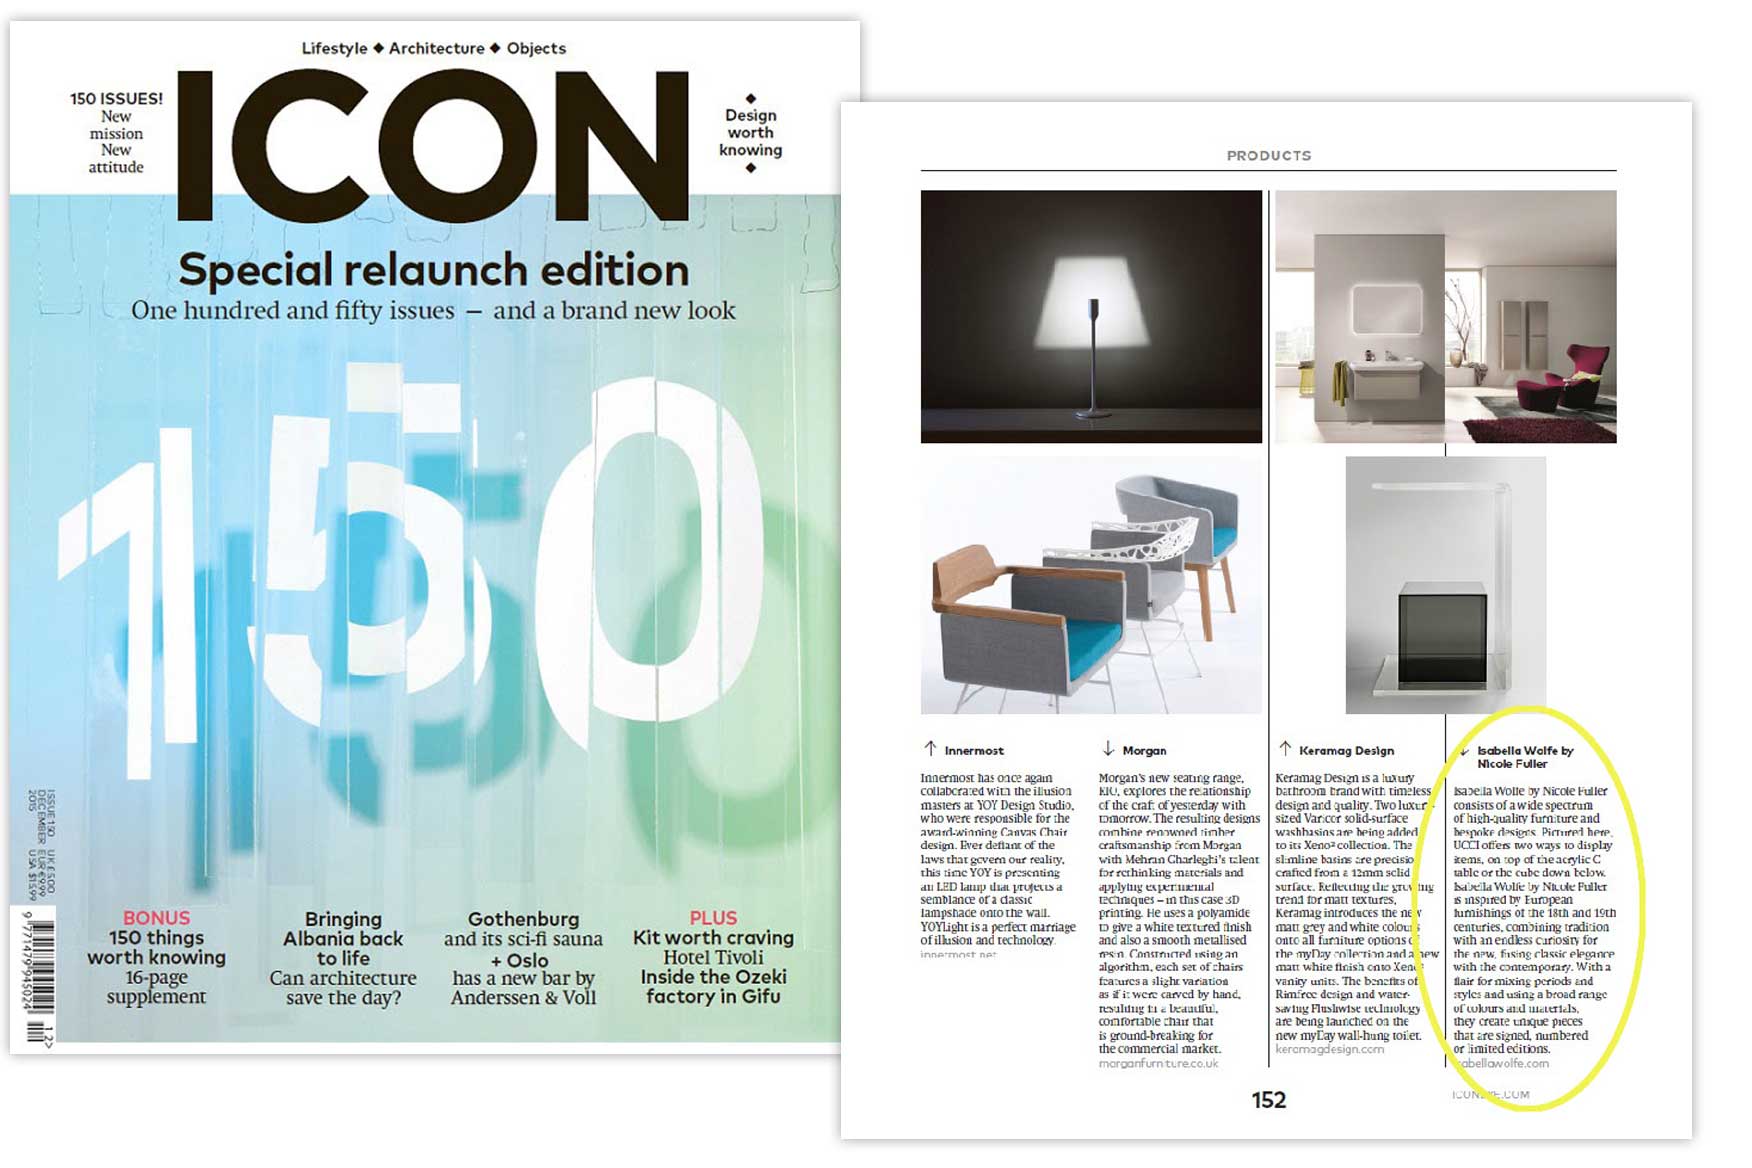 Lifestyle ◆ Architecture ◆ Objects
150 ISSUES!
New
mission
New
attitude
ICON
Design
worth
knowing
Special relaunch edition
One hundred and fifty issues – and a brand new look
150
ISSUE 150 UK £5.00
DECEMBER EUR €9.99
2015 USA $15.99
9 771479 945024
12>
BONUS
150 things
worth knowing
16-page
supplement
Bringing
Albania back
to life
Can architecture
save the day?
Gothenburg
and its sci-fi sauna
+ Oslo
has a new bar by
Anderssen & Voll
PLUS
Kit worth craving
Hotel Tivoli
Inside the Ozeki
factory in Gifu
PRODUCTS
↑ Innermost
Innermost has once again
collaborated with the illusion
masters at YOY Design Studio,
who were responsible for the
award-winning Canvas Chair
design. Ever defiant of the
laws that govern our reality,
this time YOY is presenting
an LED lamp that projects a
semblance of a classic
lampshade onto the wall.
YOYLight is a perfect marriage
of illusion and technology.
innermost.net
↓ Morgan
Morgan's new seating range,
RIO, explores the relationship
of the craft of yesterday with
tomorrow. The resulting designs
combine renowned timber
craftsmanship from Morgan
with Mehran Gharleghi's talent
for rethinking materials and
applying experimental
techniques – in this case 3D
printing. He uses a polyamide
to give a white textured finish
and also a smooth metallised
resin. Constructed using an
algorithm, each set of chairs
features a slight variation
as if it were carved by hand,
resulting in a beautiful,
comfortable chair that
is ground-breaking for
the commercial market.
morganfurniture.co.uk
↑ Keramag Design
Keramag Design is a luxury
bathroom brand with timeless
design and quality. Two luxury-
sized Varicor solid-surface
washbasins are being added
to its Xeno² collection. The
slimline basins are precision
crafted from a 12mm solid
surface. Reflecting the growing
trend for matt textures,
Keramag introduces the new
matt grey and white colours
onto all furniture options of
the myDay collection and a new
matt white finish onto Xeno²
vanity units. The benefits of
Rimfree design and water-
saving Flushwise technology
are being launched on the
new myDay wall-hung toilet.
keramagdesign.com
↓ Isabella Wolfe by
Nicole Fuller
Isabella Wolfe by Nicole Fuller
consists of a wide spectrum
of high-quality furniture and
bespoke designs. Pictured here,
UCCI offers two ways to display
items, on top of the acrylic C
table or the cube down below.
Isabella Wolfe by Nicole Fuller
is inspired by European
furnishings of the 18th and 19th
centuries, combining tradition
with an endless curiosity for
the new, fusing classic elegance
with the contemporary. With a
flair for mixing periods and
styles and using a broad range
of colours and materials,
they create unique pieces
that are signed, numbered
or limited editions.
isabellawolfe.com
152
ICONEYE.COM